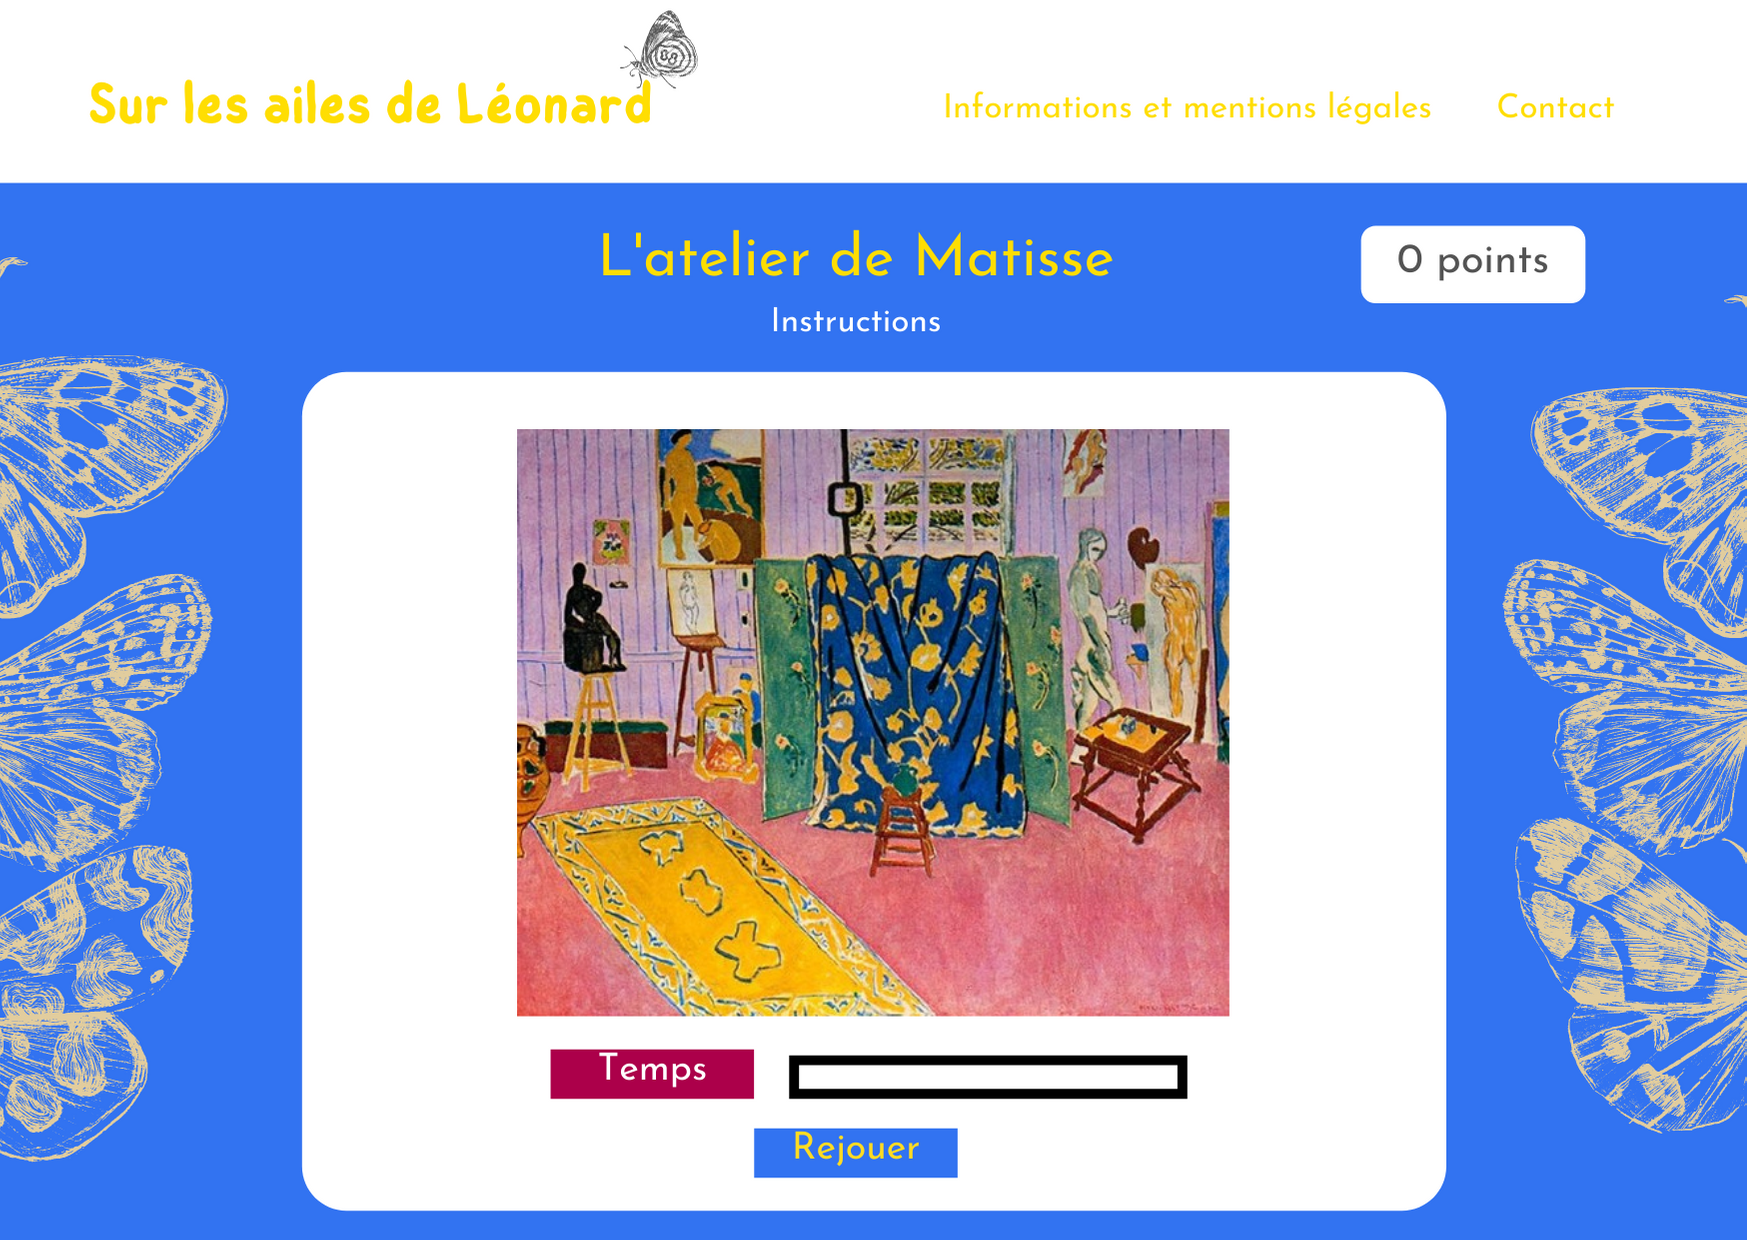 Sur les ailes de Léonard
Informations et mentions légales
Contact
L'atelier de Matisse
0 points
Instructions
Temps
Rejouer